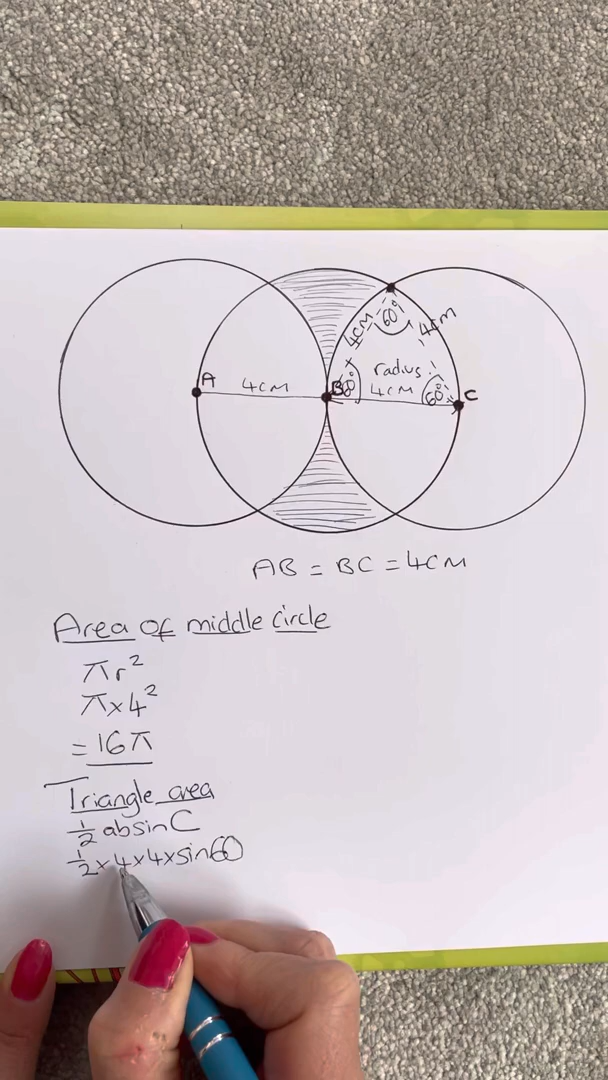 60°
4cm
4cm
A
4cm
B
60°
radius
4cm
60°
C
AB = BC = 4cm
Area of middle circle
πr²
π×4²
= 16π
Triangle area
½ absinC
½×4×4×sin60